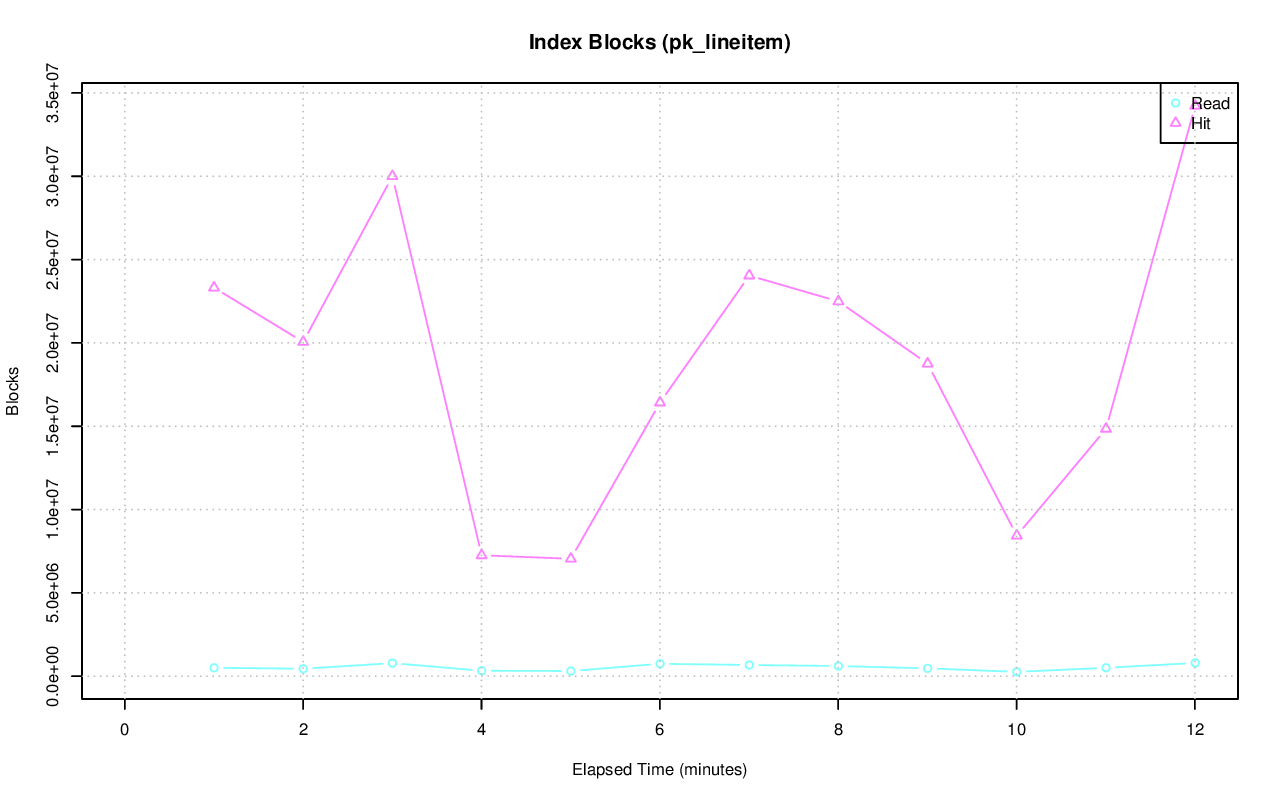 Index Blocks (pk_lineitem)
Read
Hit
Blocks
3.5e+07
3.0e+07
2.5e+07
2.0e+07
1.5e+07
1.0e+07
5.0e+06
0.0e+00
0 2 4 6 8 10 12
Elapsed Time (minutes)